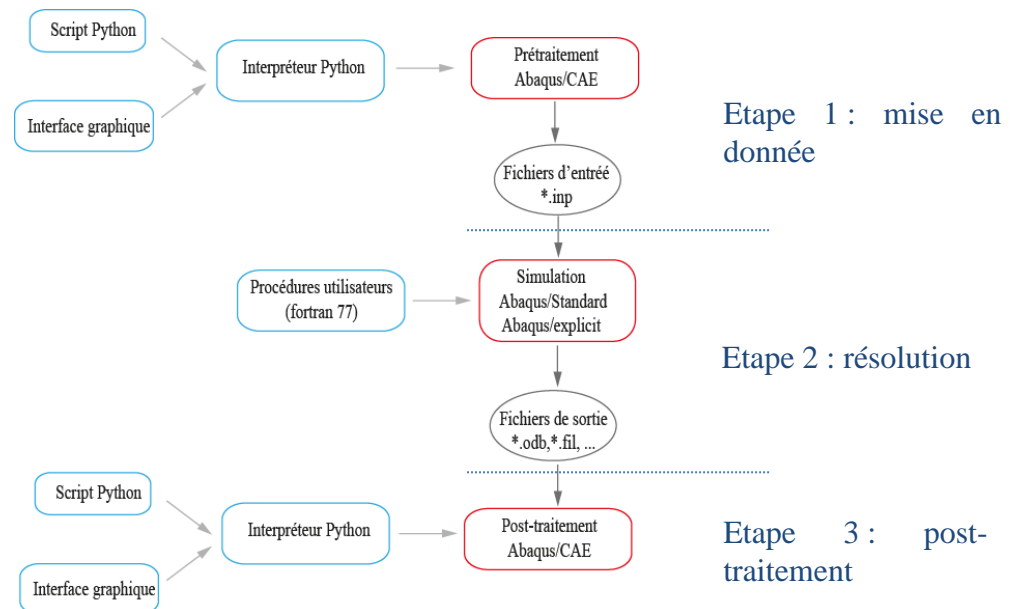 Script Python
Interface graphique
Interpréteur Python
Prétraitement
Abaqus/CAE
Etape 1 : mise en
donnée
Fichiers d’entréé
*.inp
Procédures utilisateurs
(fortran 77)
Simulation
Abaqus/Standard
Abaqus/explicit
Etape 2 : résolution
Fichiers de sortie
*.odb,*.fil, ...
Script Python
Interface graphique
Interpréteur Python
Post-traitement
Abaqus/CAE
Etape 3 : post-
traitement